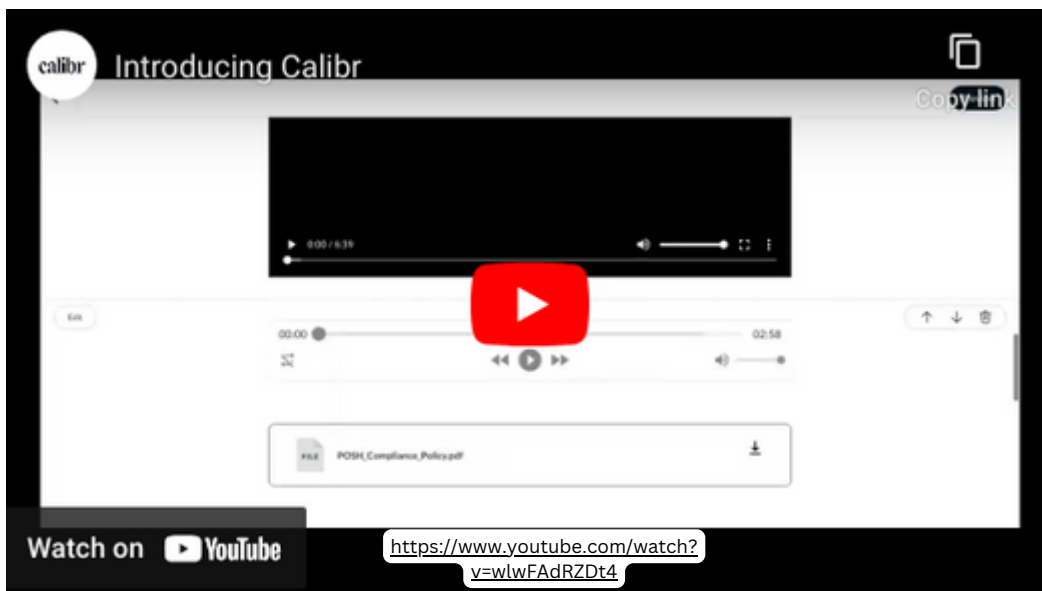 calibr
Introducing Calibr
Copy link
0:00 / 6:39
Edit
00:00
02:58
FILE
POSH_Compliance_Policy.pdf
Watch on YouTube
https://www.youtube.com/watch?
v=wlwFAdRZDt4